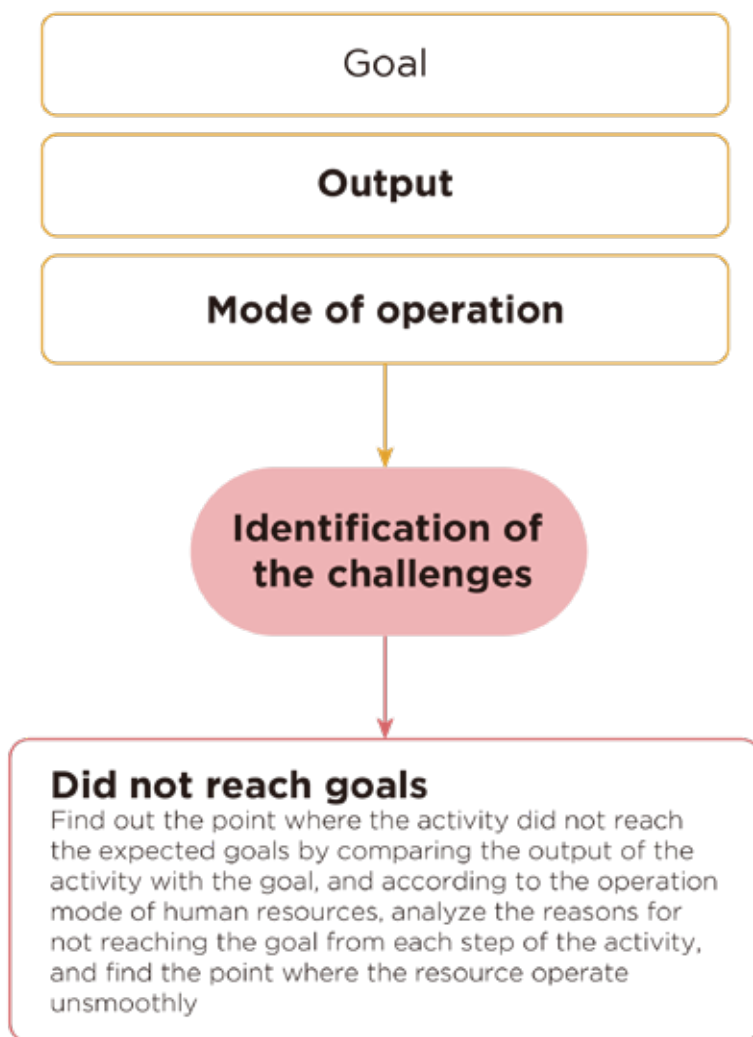 Goal
Output
Mode of operation
Identification of
the challenges
Did not reach goals
Find out the point where the activity did not reach
the expected goals by comparing the output of the
activity with the goal, and according to the operation
mode of human resources, analyze the reasons for
not reaching the goal from each step of the activity,
and find the point where the resource operate
unsmoothly